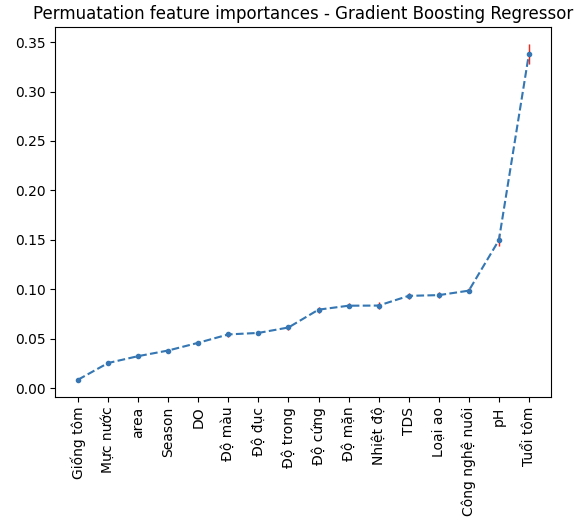 Permuatation feature importances - Gradient Boosting Regressor
0.35
0.30
0.25
0.20
0.15
0.10
0.05
0.00
Giống tôm
Mực nước
area
Season
DO
Độ màu
Độ đục
Độ trong
Độ cứng
Độ mặn
Nhiệt độ
TDS
Loại ao
Công nghệ nuôi
pH
Tuổi tôm